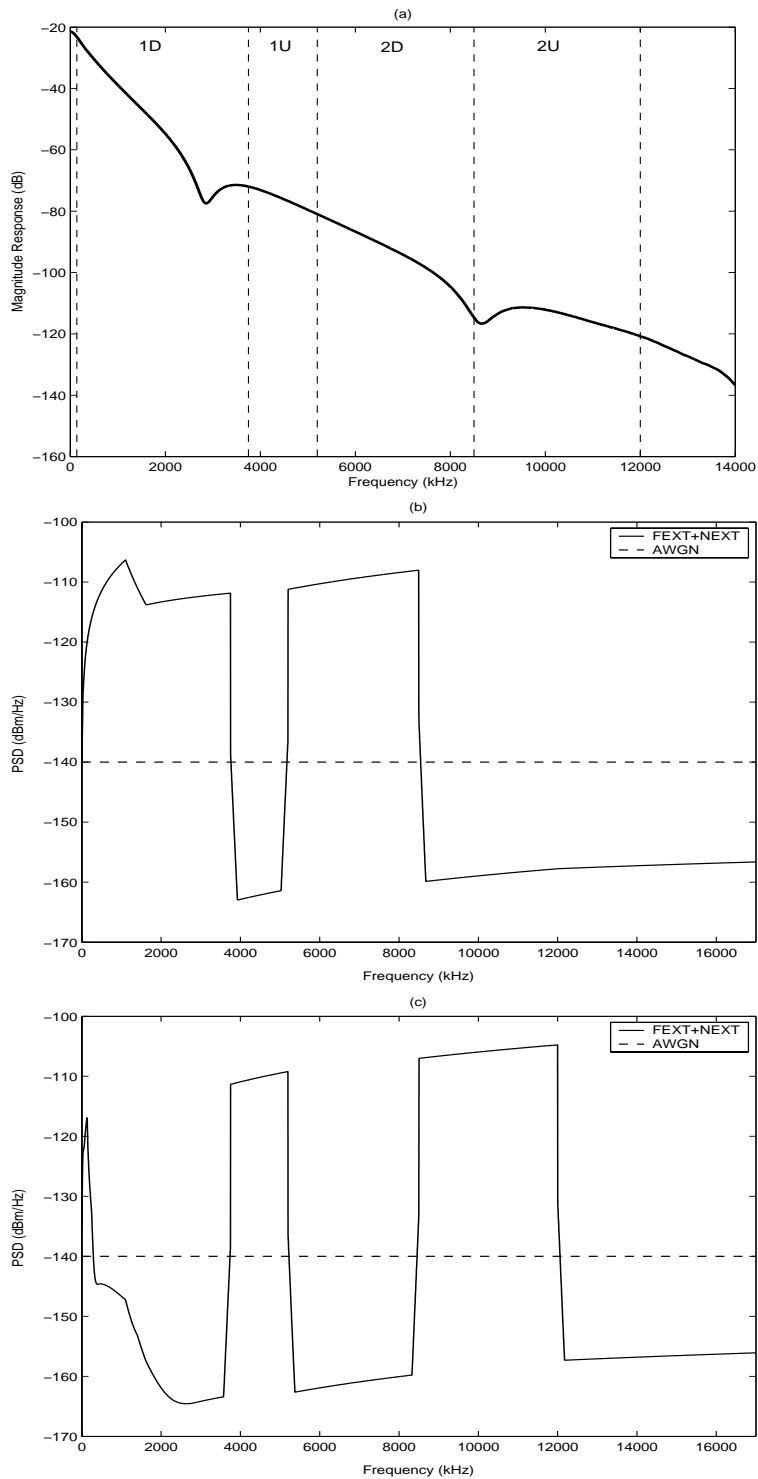 (a)
−20
−40
−60
−80
−100
−120
−140
−160
Magnitude Response (dB)
1D 1U 2D 2U
0 2000 4000 6000 8000 10000 12000 14000
Frequency (kHz)
(b)
−100
−110
−120
−130
−140
−150
−160
−170
PSD (dBm/Hz)
FEXT+NEXT
AWGN
0 2000 4000 6000 8000 10000 12000 14000 16000
Frequency (kHz)
(c)
−100
−110
−120
−130
−140
−150
−160
−170
PSD (dBm/Hz)
FEXT+NEXT
AWGN
0 2000 4000 6000 8000 10000 12000 14000 16000
Frequency (kHz)